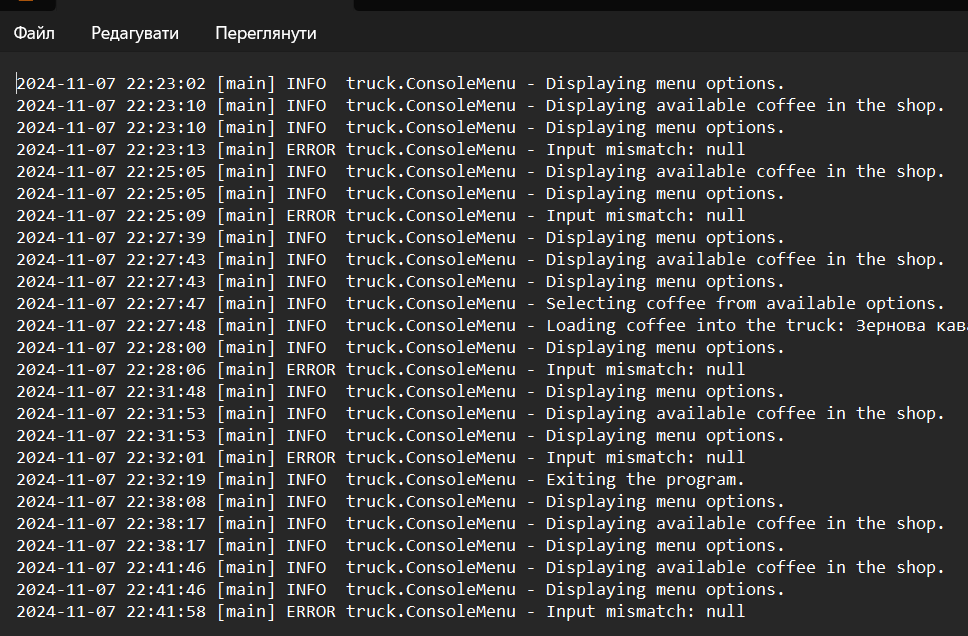 Файл Редагувати Переглянути
2024-11-07 22:23:02 [main] INFO  truck.ConsoleMenu - Displaying menu options.
2024-11-07 22:23:10 [main] INFO  truck.ConsoleMenu - Displaying available coffee in the shop.
2024-11-07 22:23:10 [main] INFO  truck.ConsoleMenu - Displaying menu options.
2024-11-07 22:23:13 [main] ERROR truck.ConsoleMenu - Input mismatch: null
2024-11-07 22:25:05 [main] INFO  truck.ConsoleMenu - Displaying available coffee in the shop.
2024-11-07 22:25:05 [main] INFO  truck.ConsoleMenu - Displaying menu options.
2024-11-07 22:25:09 [main] ERROR truck.ConsoleMenu - Input mismatch: null
2024-11-07 22:27:39 [main] INFO  truck.ConsoleMenu - Displaying menu options.
2024-11-07 22:27:43 [main] INFO  truck.ConsoleMenu - Displaying available coffee in the shop.
2024-11-07 22:27:43 [main] INFO  truck.ConsoleMenu - Displaying menu options.
2024-11-07 22:27:47 [main] INFO  truck.ConsoleMenu - Selecting coffee from available options.
2024-11-07 22:27:48 [main] INFO  truck.ConsoleMenu - Loading coffee into the truck: Зернова кав
2024-11-07 22:28:00 [main] INFO  truck.ConsoleMenu - Displaying menu options.
2024-11-07 22:28:06 [main] ERROR truck.ConsoleMenu - Input mismatch: null
2024-11-07 22:31:48 [main] INFO  truck.ConsoleMenu - Displaying menu options.
2024-11-07 22:31:53 [main] INFO  truck.ConsoleMenu - Displaying available coffee in the shop.
2024-11-07 22:31:53 [main] INFO  truck.ConsoleMenu - Displaying menu options.
2024-11-07 22:32:01 [main] ERROR truck.ConsoleMenu - Input mismatch: null
2024-11-07 22:32:19 [main] INFO  truck.ConsoleMenu - Exiting the program.
2024-11-07 22:38:08 [main] INFO  truck.ConsoleMenu - Displaying menu options.
2024-11-07 22:38:17 [main] INFO  truck.ConsoleMenu - Displaying available coffee in the shop.
2024-11-07 22:38:17 [main] INFO  truck.ConsoleMenu - Displaying menu options.
2024-11-07 22:41:46 [main] INFO  truck.ConsoleMenu - Displaying available coffee in the shop.
2024-11-07 22:41:46 [main] INFO  truck.ConsoleMenu - Displaying menu options.
2024-11-07 22:41:58 [main] ERROR truck.ConsoleMenu - Input mismatch: null